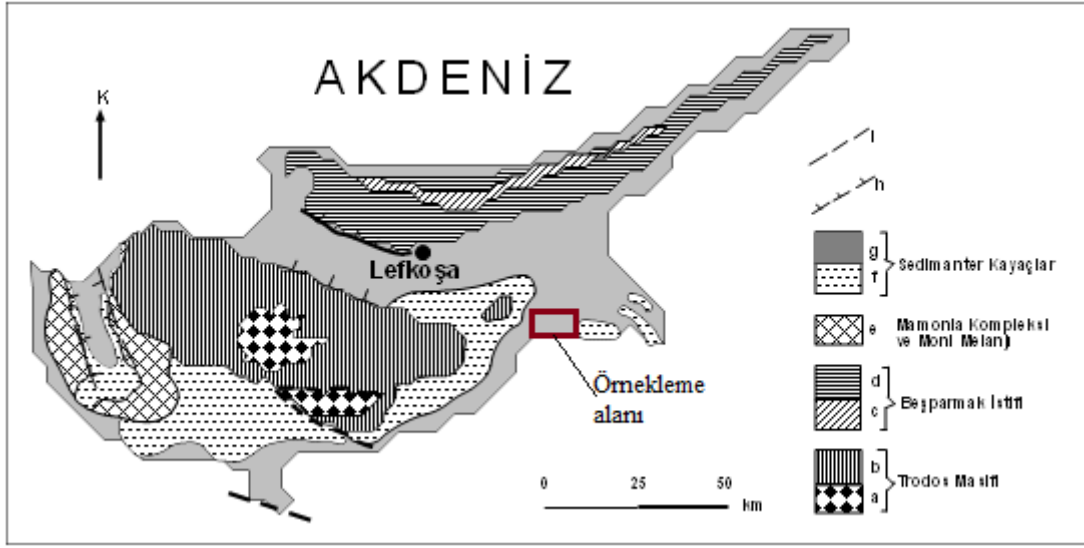 AKDENİZ
K
Lefkoşa
Örnekleme
alanı
0 25 50
km
i
h
g
f
Sedimanter Kayaçlar
e
Mamonia Kompleksi
ve Moni Melanjı
d
c
Beşparmak İstifi
b
a
Trodos Masifi